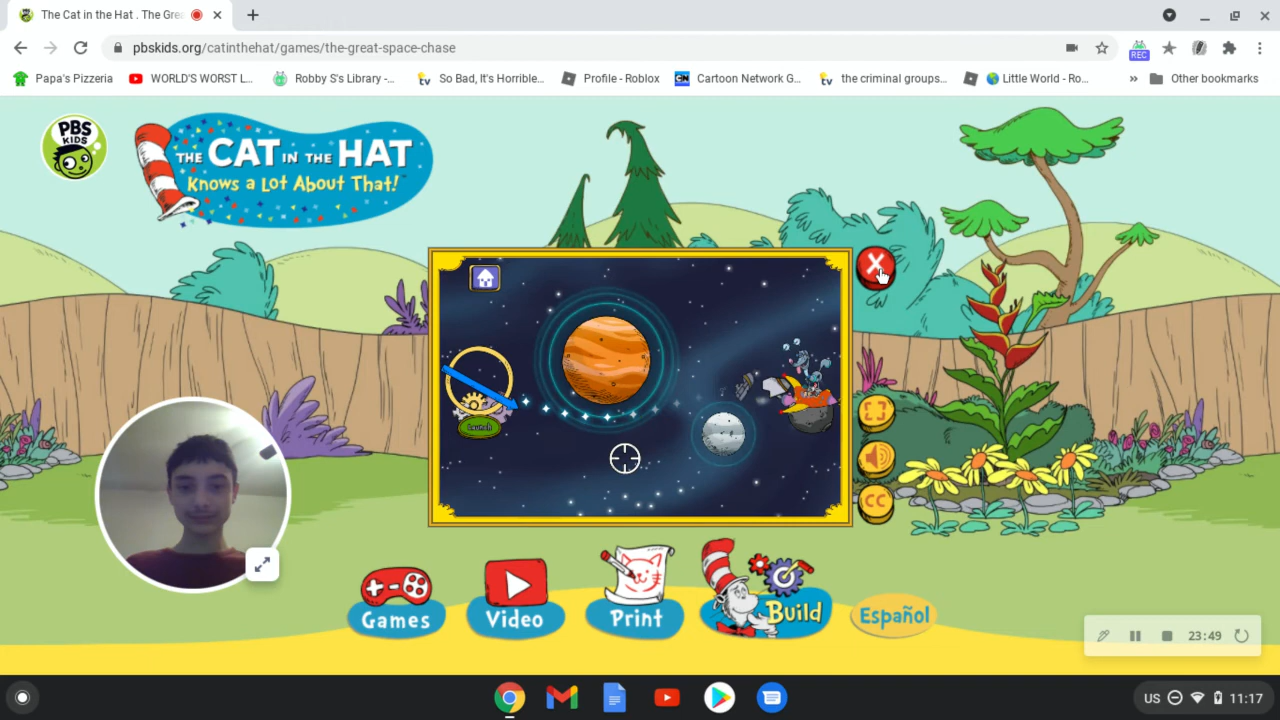 The Cat in the Hat . The Grea
pbskids.org/catinthehat/games/the-great-space-chase
REC
Papa's Pizzeria
WORLD'S WORST L...
Robby S's Library -...
So Bad, It's Horrible...
Profile - Roblox
Cartoon Network G...
the criminal groups...
Little World - Ro...
Other bookmarks
PBS
KIDS
THE CAT IN THE HAT
Knows a Lot About That!
X
Launch
CC
Games
Video
Print
Build
Español
23:49
US
11:17